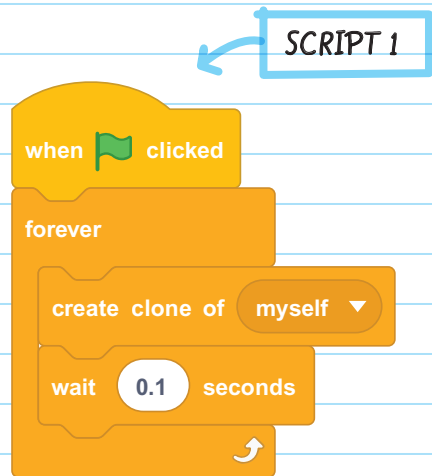 SCRIPT 1
when clicked
forever
create clone of myself
wait 0.1 seconds